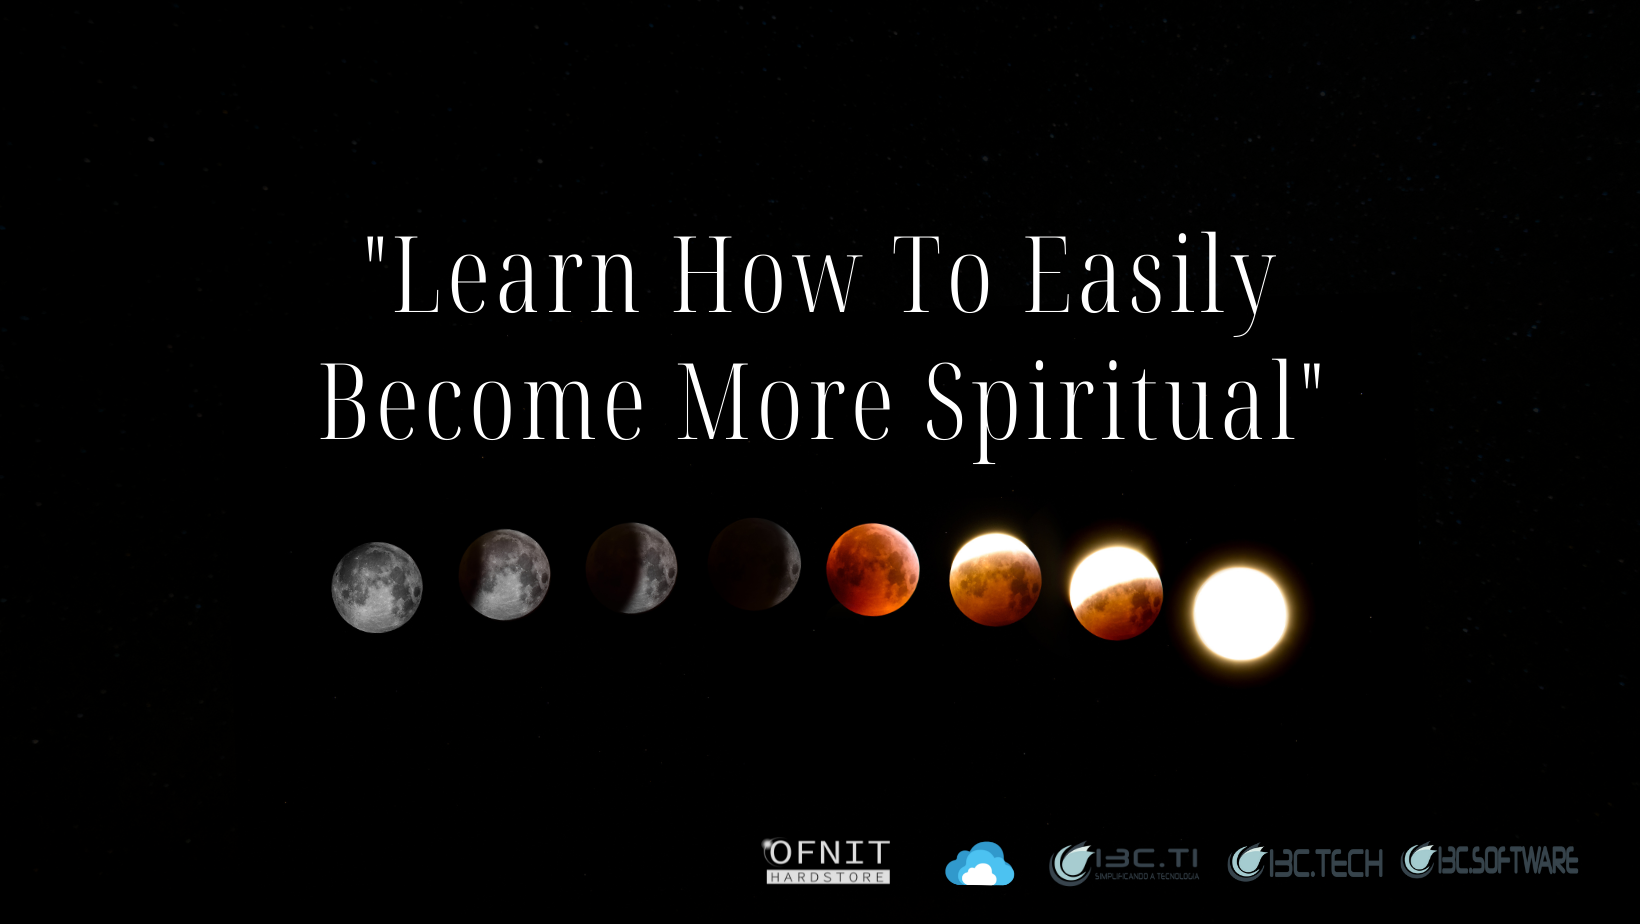 "Learn How To Easily
Become More Spiritual"
OFNIT
HARDSTORE
I3C.TI
SIMPLIFICANDO A TECNOLOGIA
I3C.TECH
I3C.SOFTWARE